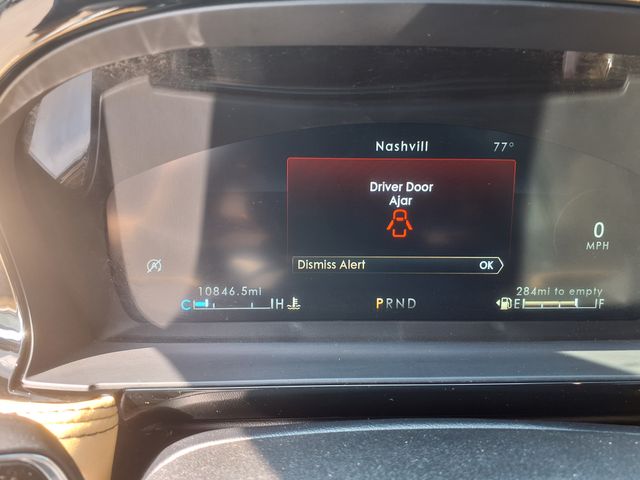 Nashvill 77°
Driver Door
Ajar
Dismiss Alert OK
0
MPH
10846.5mi
284mi to empty
C H
PRND
E F